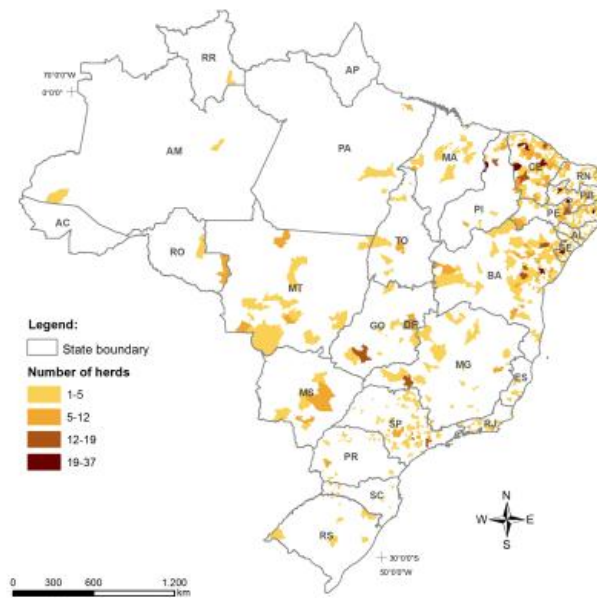 RR
AP
70°0'0"W
0°0'0"
AM
PA
MA
CE
RN
PB
PE
AL
SE
PI
AC
TO
RO
BA
MT
GO
DF
MG
ES
MS
SP
RJ
PR
SC
RS
Legend:
State boundary
Number of herds
1-5
5-12
12-19
19-37
N
W E
S
30°0'0"S
50°0'0"W
0 300 600 1.200
km